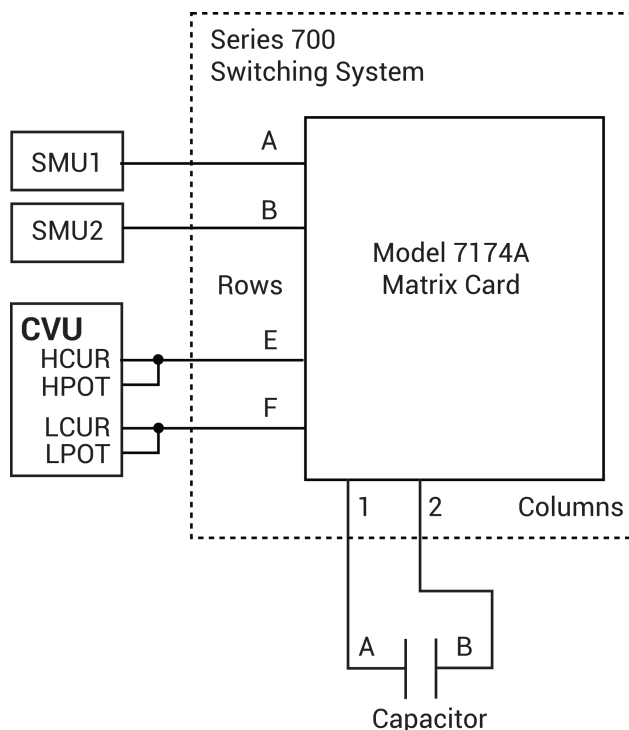 Series 700
Switching System
A
SMU1
B
SMU2
Model 7174A
Matrix Card
Rows
CVU
HCUR
HPOT
E
LCUR
LPOT
F
1
2
Columns
A
B
Capacitor